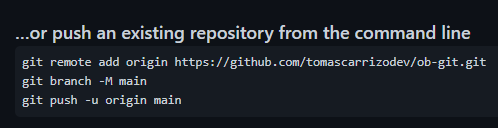 ...or push an existing repository from the command line
git remote add origin https://github.com/tomascarrizodev/ob-git.git
git branch -M main
git push -u origin main